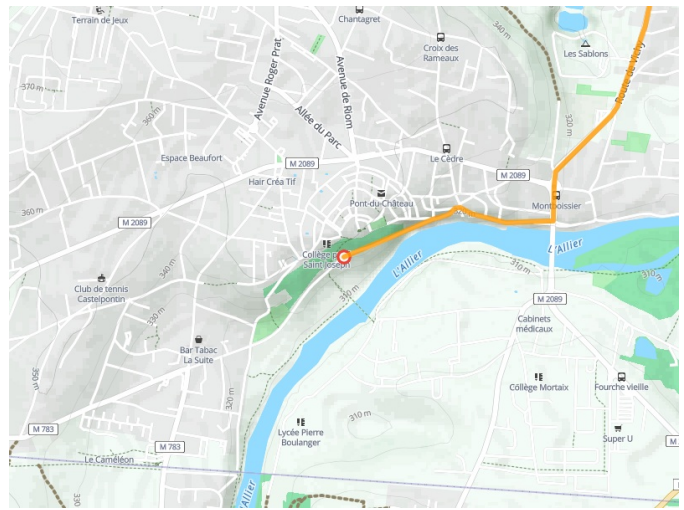 Terrain de Jeux
Chantagret
340 m
Croix des
Rameaux
Les Sablons
Route de Vichy
370 m
360 m
Avenue Roger Prat
Avenue de Riom
Allée du Parc
320 m
Espace Beaufort
M 2089
Le Cèdre
M 2089
Hair Créa Tif
Pont-du-Château
Montboissier
360 m
M 2089
L'Allier
L'Allier
Collège p
Saint Joseph
340 m
310 m
310 m
Club de tennis
Castelpontin
350 m
330 m
M 2089
Cabinets
médicaux
Bar Tabac
La Suite
350 m
320 m
Collège Mortaix
Fourche vieille
310 m
M 783
M 783
Lycée Pierre
Boulanger
Super U
M
Le Caméléon